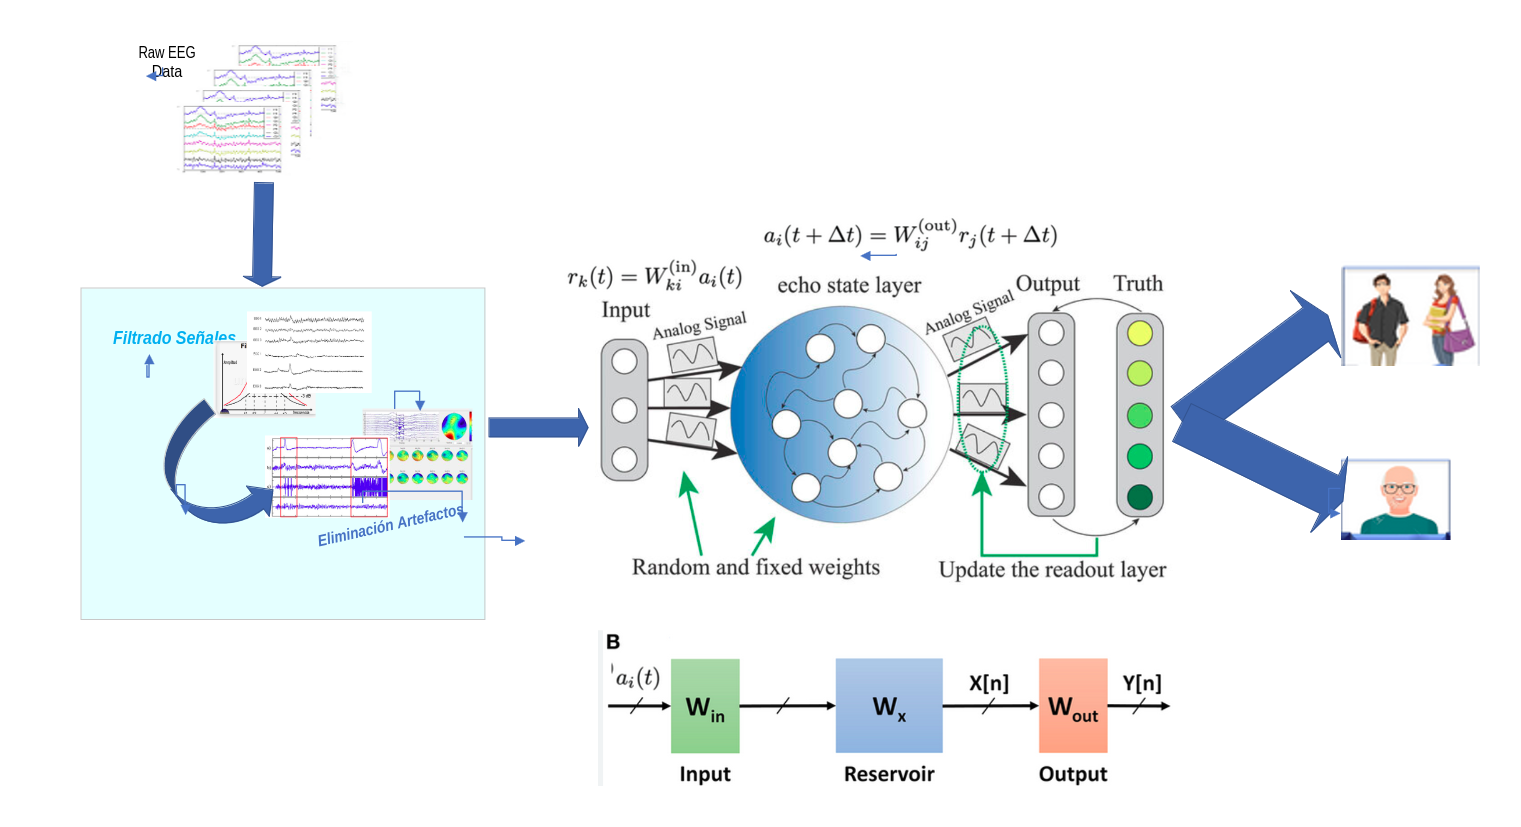 Raw EEG
Data
Filtrado Señales
Eliminación Artefactos
a_i(t + Δt) = W_{ij}^{(out)} r_j(t + Δt)
r_k(t) = W_{ki}^{(in)} a_i(t)
echo state layer
Output
Truth
Input
Analog Signal
Analog Signal
Random and fixed weights
Update the readout layer
B
a_i(t)
X[n]
Y[n]
W_in
W_x
W_out
Input
Reservoir
Output